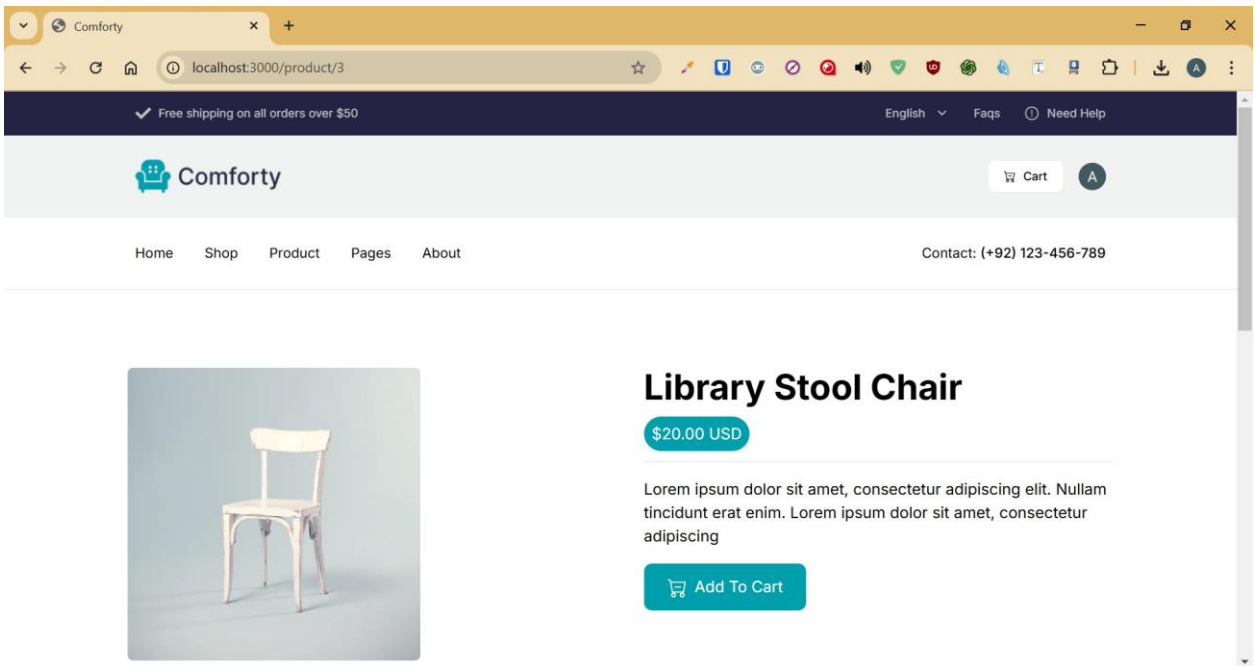 Comforty
localhost:3000/product/3
A
Free shipping on all orders over $50
English
Faqs
Need Help
Comforty
Cart
A
Home Shop Product Pages About
Contact: (+92) 123-456-789
Library Stool Chair
$20.00 USD
Lorem ipsum dolor sit amet, consectetur adipiscing elit. Nullam
tincidunt erat enim. Lorem ipsum dolor sit amet, consectetur
adipiscing
Add To Cart